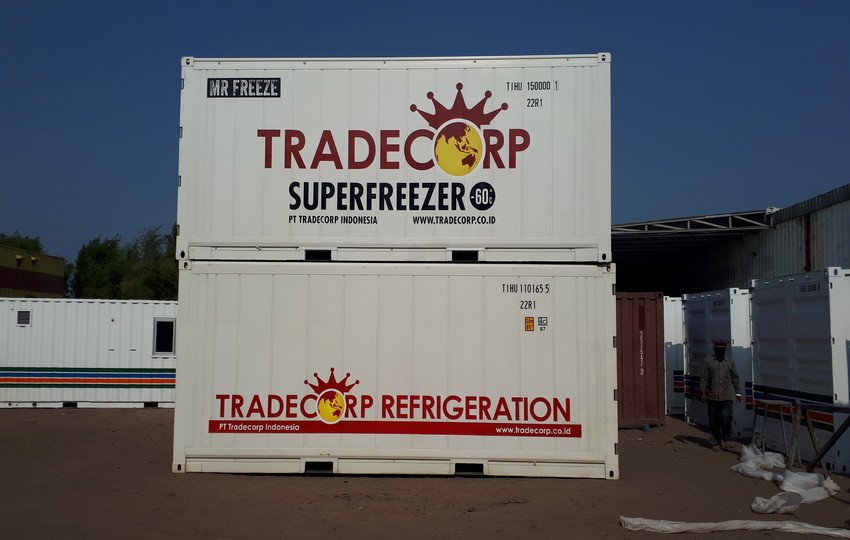 MR FREEZE
TIHU 150000 1
22R1
TRADECORP
SUPERFREEZER -60°C
PT TRADECORP INDONESIA WWW.TRADECORP.CO.ID
TIHU 110165 5
22R1
TRADECORP REFRIGERATION
PT Tradecorp Indonesia www.tradecorp.co.id